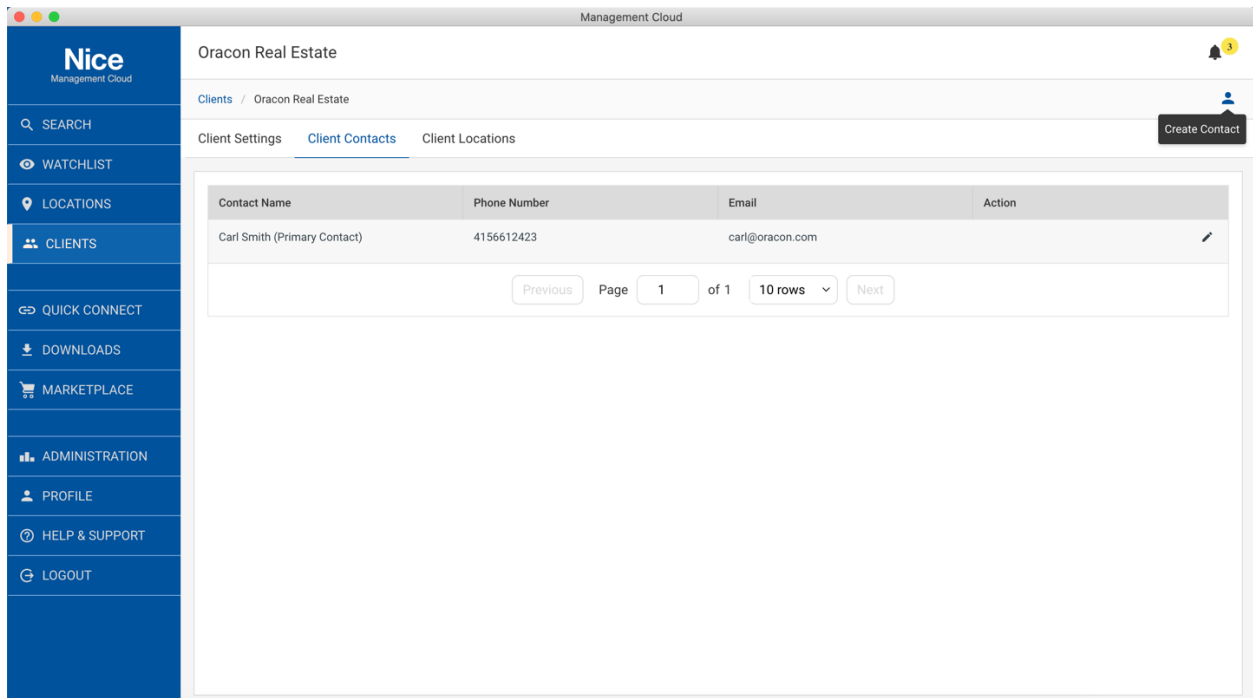 Management Cloud
Nice
Management Cloud
SEARCH
WATCHLIST
LOCATIONS
CLIENTS
QUICK CONNECT
DOWNLOADS
MARKETPLACE
ADMINISTRATION
PROFILE
HELP & SUPPORT
LOGOUT
Oracon Real Estate
3
Clients / Oracon Real Estate
Create Contact
Client Settings Client Contacts Client Locations
Contact Name Phone Number Email Action
Carl Smith (Primary Contact) 4156612423 carl@oracon.com
Previous Page 1 of 1 10 rows Next